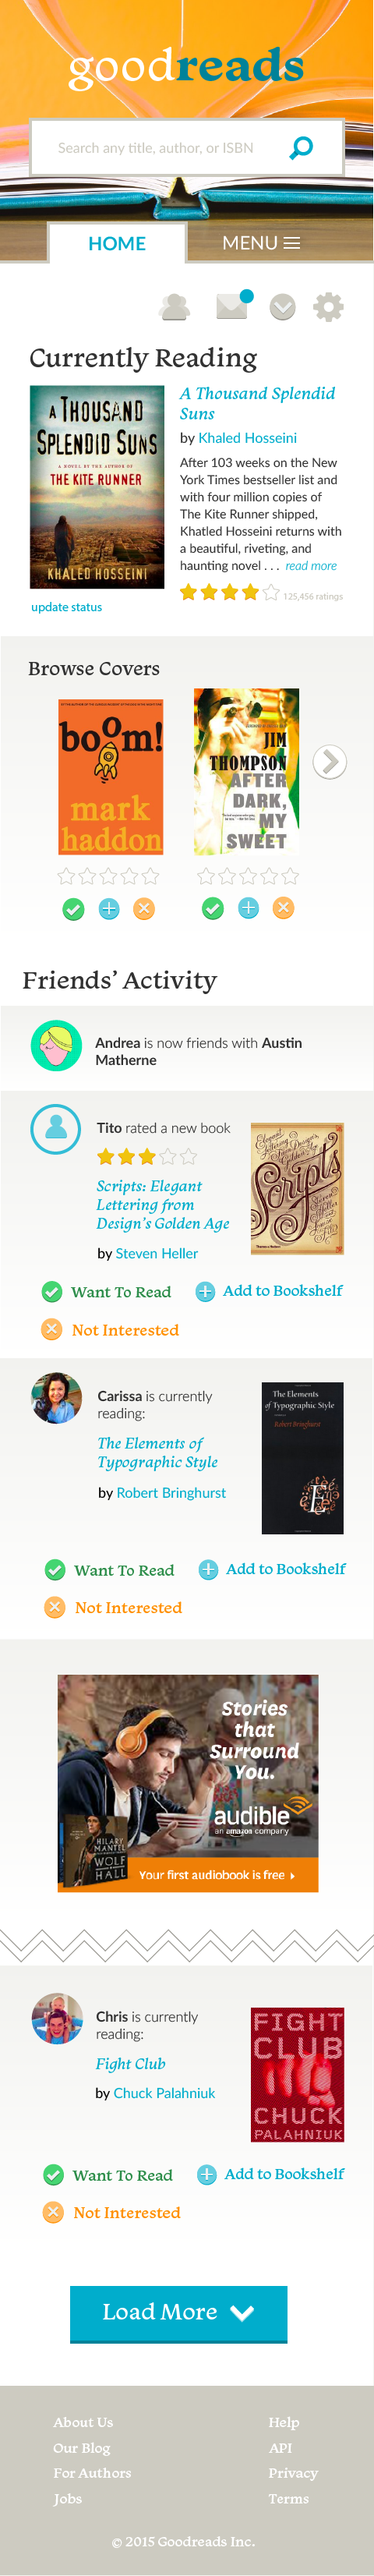 goodreads
Search any title, author, or ISBN
HOME
MENU
Currently Reading
A THOUSAND
SPLENDID SUNS
A NOVEL BY THE AUTHOR OF
THE KITE RUNNER
KHALED HOSSEINI
A Thousand Splendid
Suns
by Khaled Hosseini
After 103 weeks on the New
York Times bestseller list and
with four million copies of
The Kite Runner shipped,
Khatled Hosseini returns with
a beautiful, riveting, and
haunting novel . . . read more
125,456 ratings
update status
Browse Covers
boom!
mark
haddon
JIM
THOMPSON
AFTER
DARK,
MY
SWEET
Friends' Activity
Andrea is now friends with Austin
Matherne
Tito rated a new book
Scripts: Elegant
Lettering from
Design's Golden Age
by Steven Heller
Elegant
Lettering
from
Design's
Golden Age
Scripts
Want To Read
Add to Bookshelf
Not Interested
Carissa is currently
reading:
The Elements of
Typographic Style
by Robert Bringhurst
The Elements
of Typographic Style
Robert Bringhurst
Want To Read
Add to Bookshelf
Not Interested
Stories
that
Surround
You.
audible
an amazon company
HILARY
MANTEL
WOLF
HALL
Your first audiobook is free
Chris is currently
reading:
Fight Club
by Chuck Palahniuk
FIGHT
CLUB
CHUCK
PALAHNIUK
Want To Read
Add to Bookshelf
Not Interested
Load More
About Us
Our Blog
For Authors
Jobs
Help
API
Privacy
Terms
© 2015 Goodreads Inc.